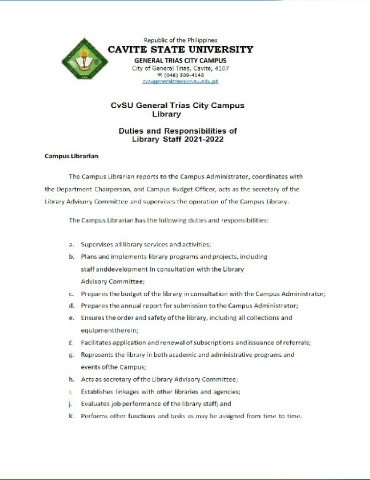 Republic of the Philippines
CAVITE STATE UNIVERSITY
GENERAL TRIAS CITY CAMPUS
City of General Trias, Cavite, 4107
☎ (046) 509-4148
cvsugeneraltrias@cvsu.edu.ph
CvSU General Trias City Campus
Library
Duties and Responsibilities of
Library Staff 2021-2022
Campus Librarian
The Campus Librarian reports to the Campus Administrator, coordinates with
the Department Chairperson, and Campus Budget Officer, acts as the secretary of the
Library Advisory Committee and supervises the operation of the Campus Library.
The Campus Librarian has the following duties and responsibilities:
a. Supervises all library services and activities;
b. Plans and implements library programs and projects, including
staff anddevelopment in consultation with the Library
Advisory Committee;
c. Prepares the budget of the library in consultation with the Campus Administrator;
d. Prepares the annual report for submission to the Campus Administrator;
e. Ensures the order and safety of the library, including all collections and
equipmenttherein;
f. Facilitates application and renewal of subscriptions and issuance of referrals;
g. Represents the library in both academic and administrative programs and
events ofthe Campus;
h. Acts as secretary of the Library Advisory Committee;
i. Establishes linkages with other libraries and agencies;
j. Evaluates job performance of the library staff; and
k. Performs other functions and tasks as may be assigned from time to time.